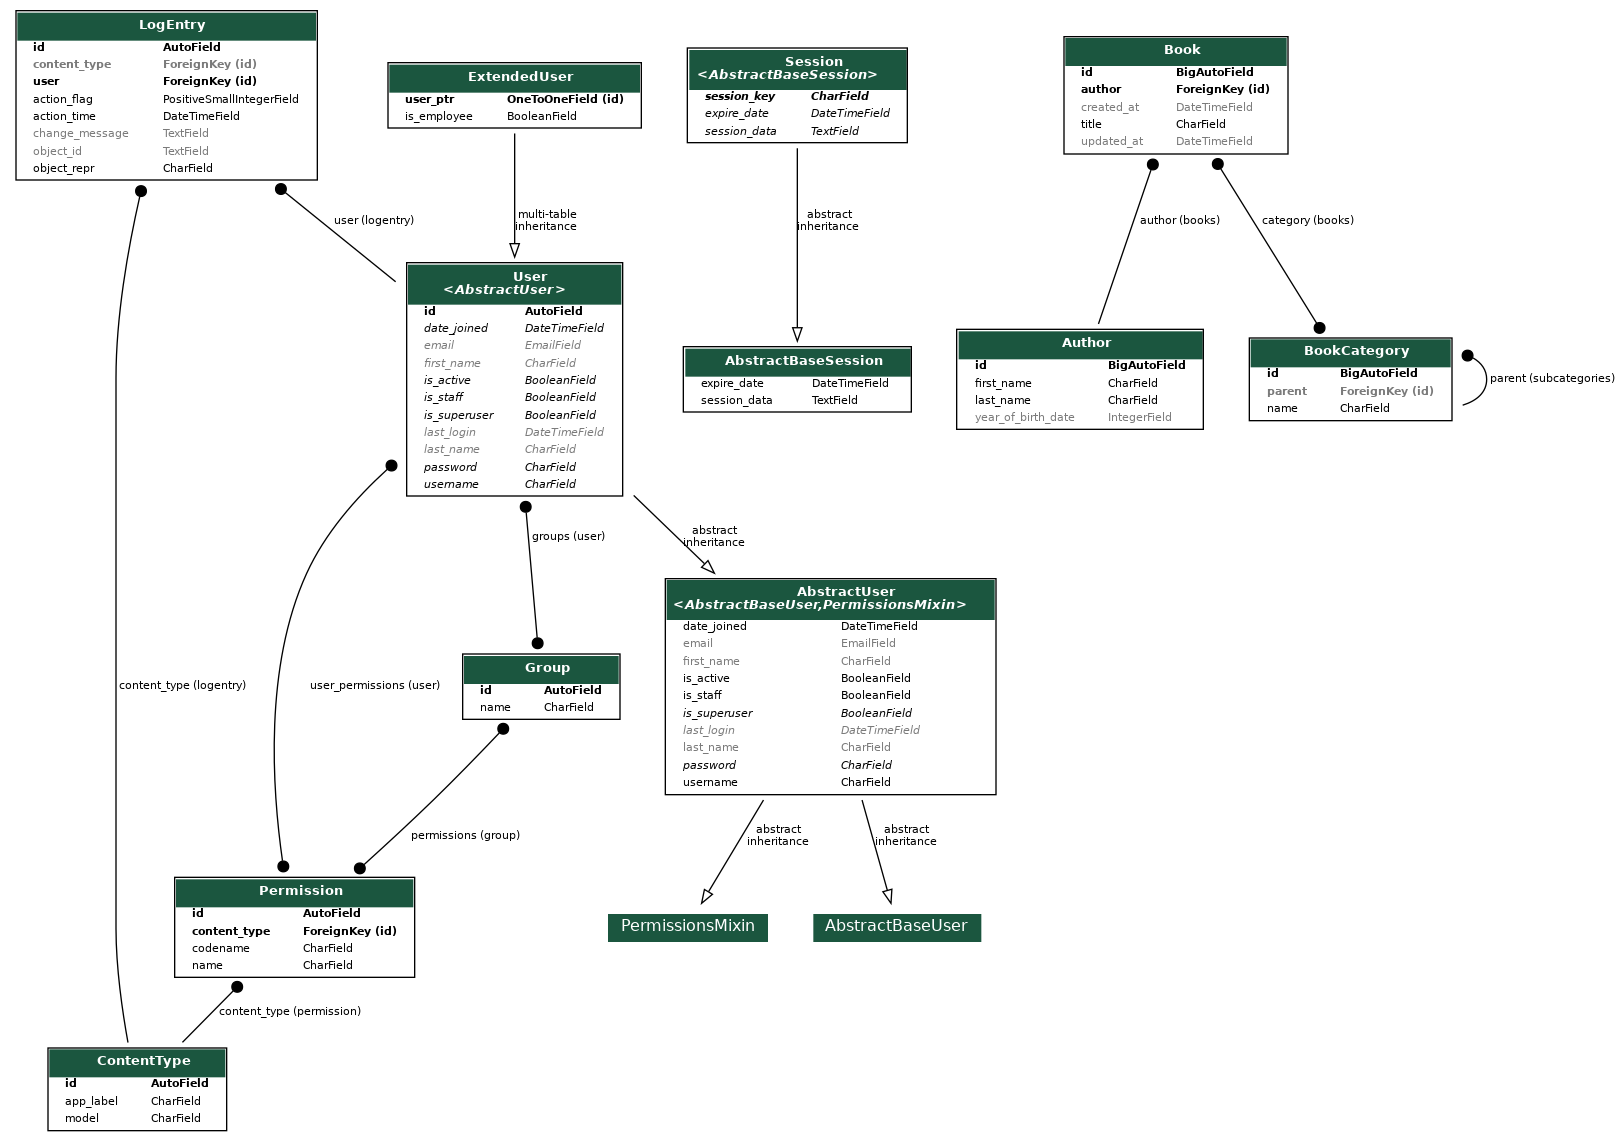 LogEntry
id AutoField
content_type ForeignKey (id)
user ForeignKey (id)
action_flag PositiveSmallIntegerField
action_time DateTimeField
change_message TextField
object_id TextField
object_repr CharField
ExtendedUser
user_ptr OneToOneField (id)
is_employee BooleanField
Session
<AbstractBaseSession>
session_key CharField
expire_date DateTimeField
session_data TextField
Book
id BigAutoField
author ForeignKey (id)
created_at DateTimeField
title CharField
updated_at DateTimeField
user (logentry)
multi-table
inheritance
abstract
inheritance
author (books)
category (books)
User
<AbstractUser>
id AutoField
date_joined DateTimeField
email EmailField
first_name CharField
is_active BooleanField
is_staff BooleanField
is_superuser BooleanField
last_login DateTimeField
last_name CharField
password CharField
username CharField
AbstractBaseSession
expire_date DateTimeField
session_data TextField
Author
id BigAutoField
first_name CharField
last_name CharField
year_of_birth_date IntegerField
BookCategory
id BigAutoField
parent ForeignKey (id)
name CharField
parent (subcategories)
groups (user)
abstract
inheritance
AbstractUser
<AbstractBaseUser,PermissionsMixin>
date_joined DateTimeField
email EmailField
first_name CharField
is_active BooleanField
is_staff BooleanField
is_superuser BooleanField
last_login DateTimeField
last_name CharField
password CharField
username CharField
Group
id AutoField
name CharField
content_type (logentry)
user_permissions (user)
permissions (group)
abstract
inheritance
abstract
inheritance
Permission
id AutoField
content_type ForeignKey (id)
codename CharField
name CharField
PermissionsMixin
AbstractBaseUser
content_type (permission)
ContentType
id AutoField
app_label CharField
model CharField